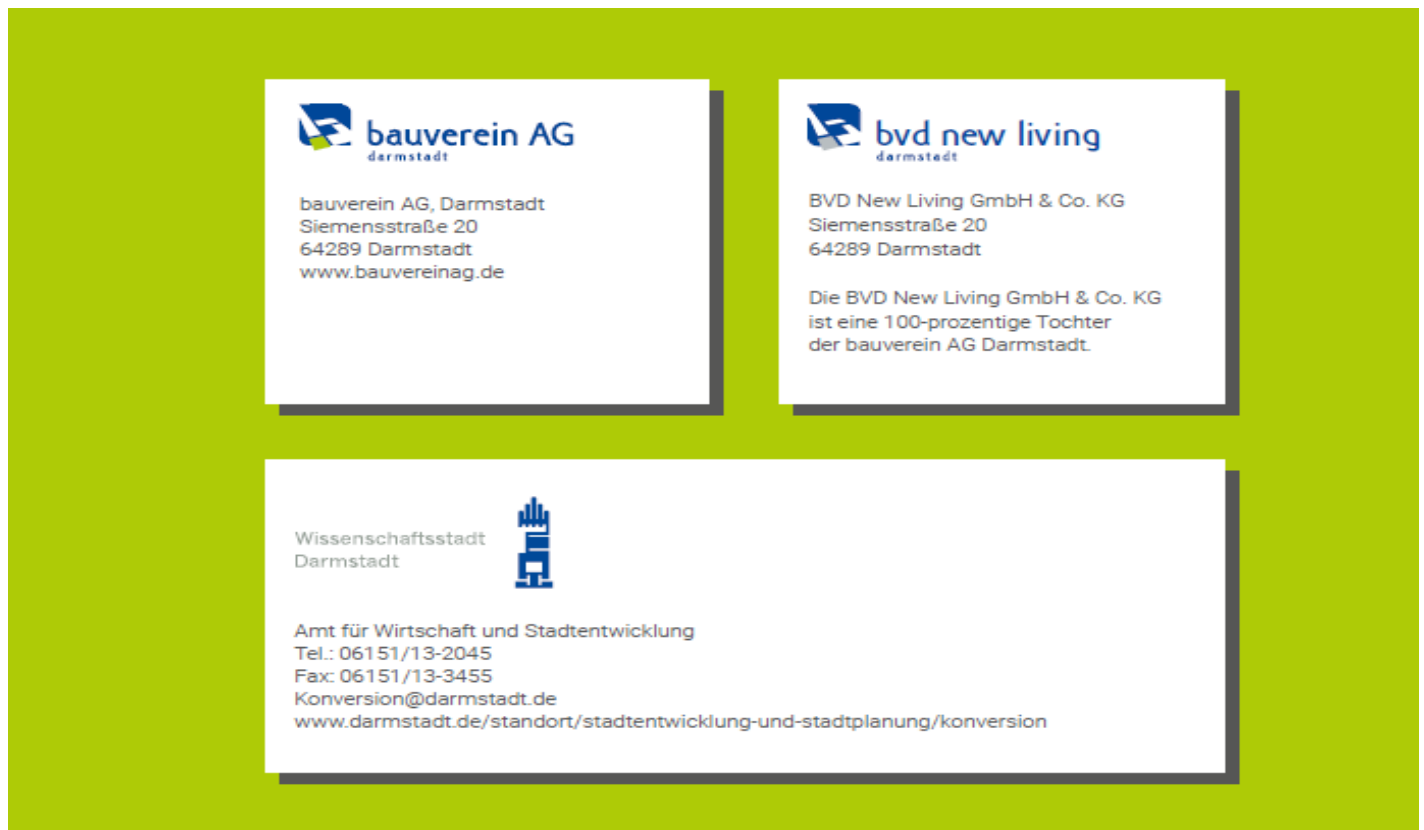 bauverein AG
darmstadt
bauverein AG, Darmstadt
Siemensstraße 20
64289 Darmstadt
www.bauvereinag.de
bvd new living
darmstadt
BVD New Living GmbH & Co. KG
Siemensstraße 20
64289 Darmstadt
Die BVD New Living GmbH & Co. KG
ist eine 100-prozentige Tochter
der bauverein AG Darmstadt.
Wissenschaftsstadt
Darmstadt
Amt für Wirtschaft und Stadtentwicklung
Tel.: 06151/13-2045
Fax: 06151/13-3455
Konversion@darmstadt.de
www.darmstadt.de/standort/stadtentwicklung-und-stadtplanung/konversion